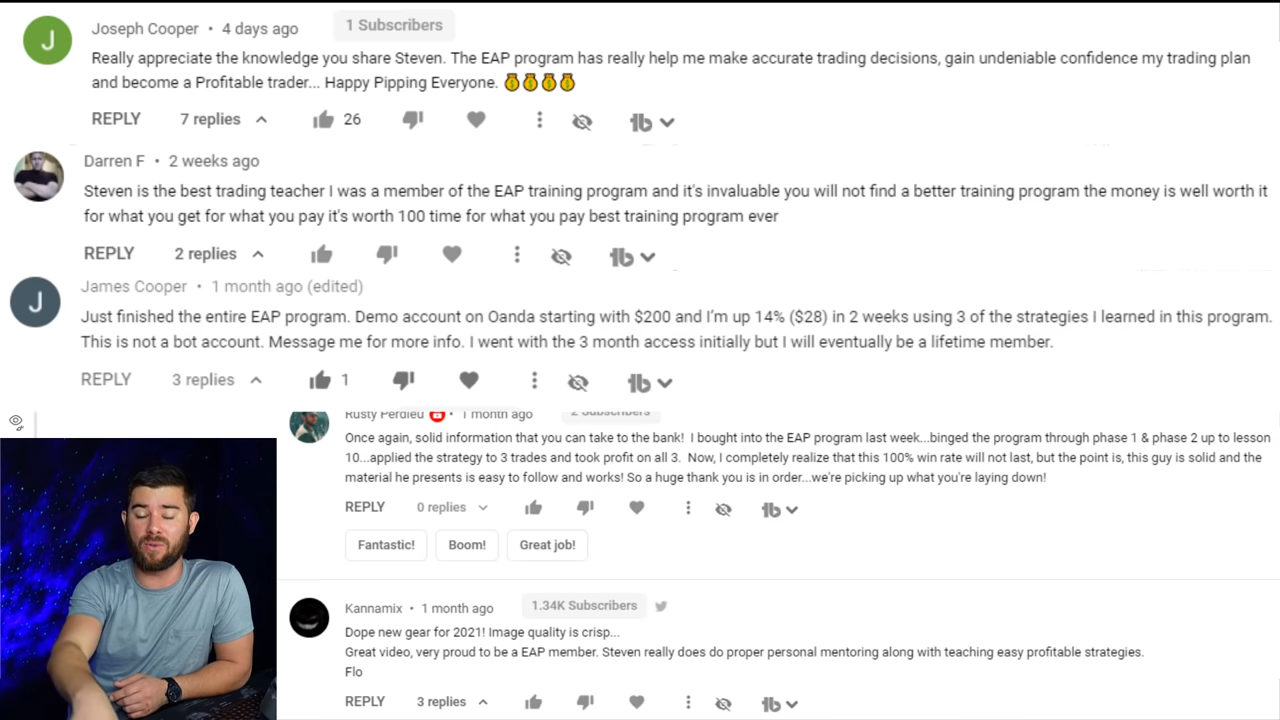 Joseph Cooper • 4 days ago 1 Subscribers
Really appreciate the knowledge you share Steven. The EAP program has really help me make accurate trading decisions, gain undeniable confidence my trading plan
and become a Profitable trader... Happy Pipping Everyone. 💰💰💰💰
REPLY 7 replies 26
Darren F • 2 weeks ago
Steven is the best trading teacher I was a member of the EAP training program and it's invaluable you will not find a better training program the money is well worth it
for what you get for what you pay it's worth 100 time for what you pay best training program ever
REPLY 2 replies
James Cooper • 1 month ago (edited)
Just finished the entire EAP program. Demo account on Oanda starting with $200 and I'm up 14% ($28) in 2 weeks using 3 of the strategies I learned in this program.
This is not a bot account. Message me for more info. I went with the 3 month access initially but I will eventually be a lifetime member.
REPLY 3 replies 1
Rusty Perdieu • 1 month ago 2 Subscribers
Once again, solid information that you can take to the bank! I bought into the EAP program last week...binged the program through phase 1 & phase 2 up to lesson
10...applied the strategy to 3 trades and took profit on all 3. Now, I completely realize that this 100% win rate will not last, but the point is, this guy is solid and the
material he presents is easy to follow and works! So a huge thank you is in order...we're picking up what you're laying down!
REPLY 0 replies
Fantastic! Boom! Great job!
Kannamix • 1 month ago 1.34K Subscribers
Dope new gear for 2021! Image quality is crisp...
Great video, very proud to be a EAP member. Steven really does do proper personal mentoring along with teaching easy profitable strategies.
Flo
REPLY 3 replies
J
J